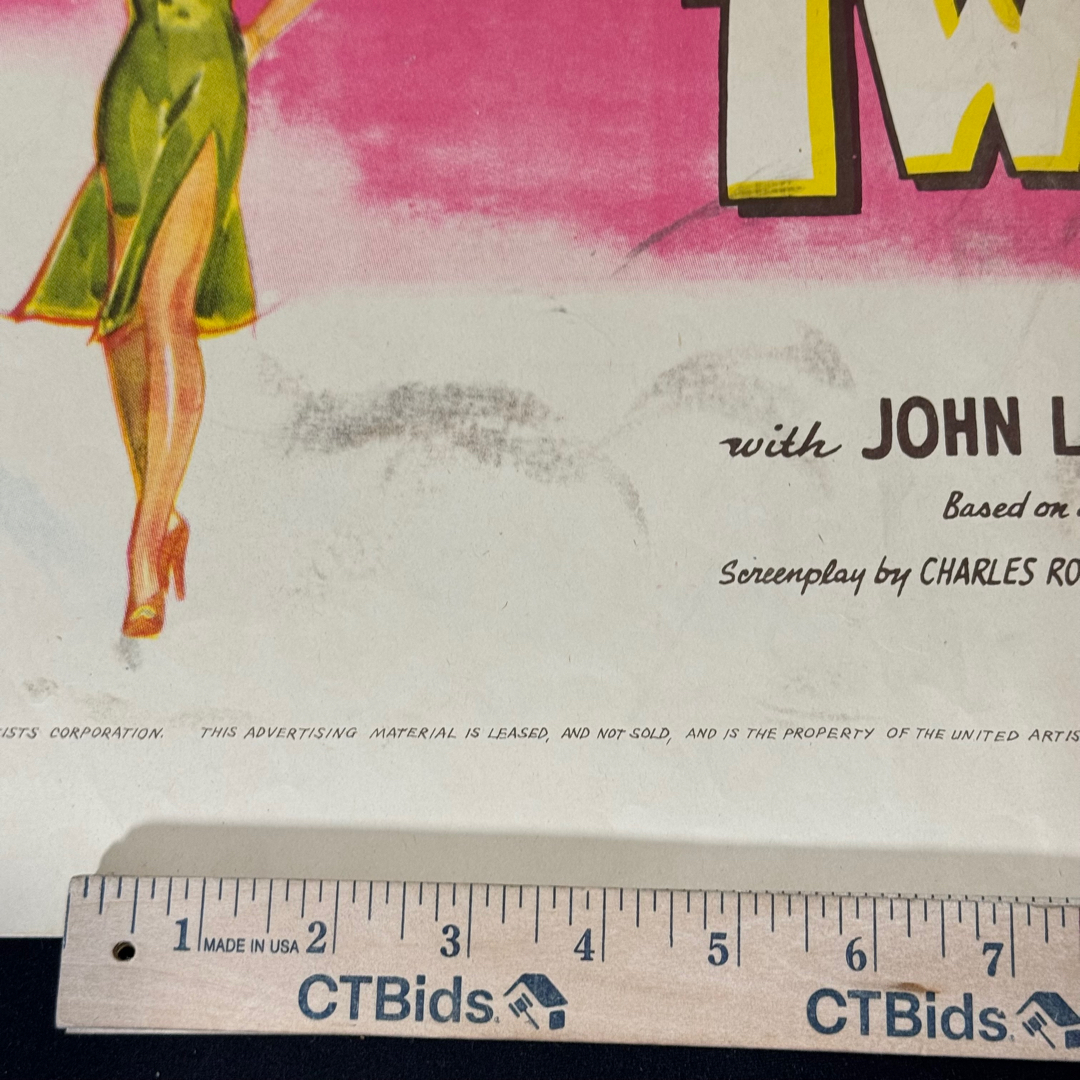 TW
with JOHN L
Based on
Screenplay by CHARLES RO
ISTS CORPORATION. THIS ADVERTISING MATERIAL IS LEASED, AND NOT SOLD, AND IS THE PROPERTY OF THE UNITED ARTIS
1 MADE IN USA 2 3 4 5 6 7
CTBids. CTBids.